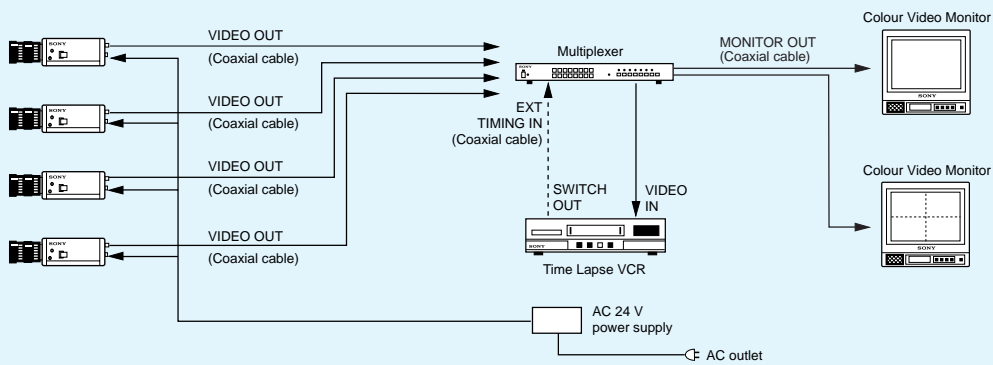 Colour Video Monitor
VIDEO OUT
(Coaxial cable)
SONY
Multiplexer
SONY
MONITOR OUT
(Coaxial cable)
SONY
VIDEO OUT
(Coaxial cable)
SONY
EXT
TIMING IN
(Coaxial cable)
VIDEO OUT
(Coaxial cable)
SONY
Colour Video Monitor
SWITCH
OUT
VIDEO
IN
SONY
VIDEO OUT
(Coaxial cable)
SONY
SONY
Time Lapse VCR
AC 24 V
power supply
AC outlet